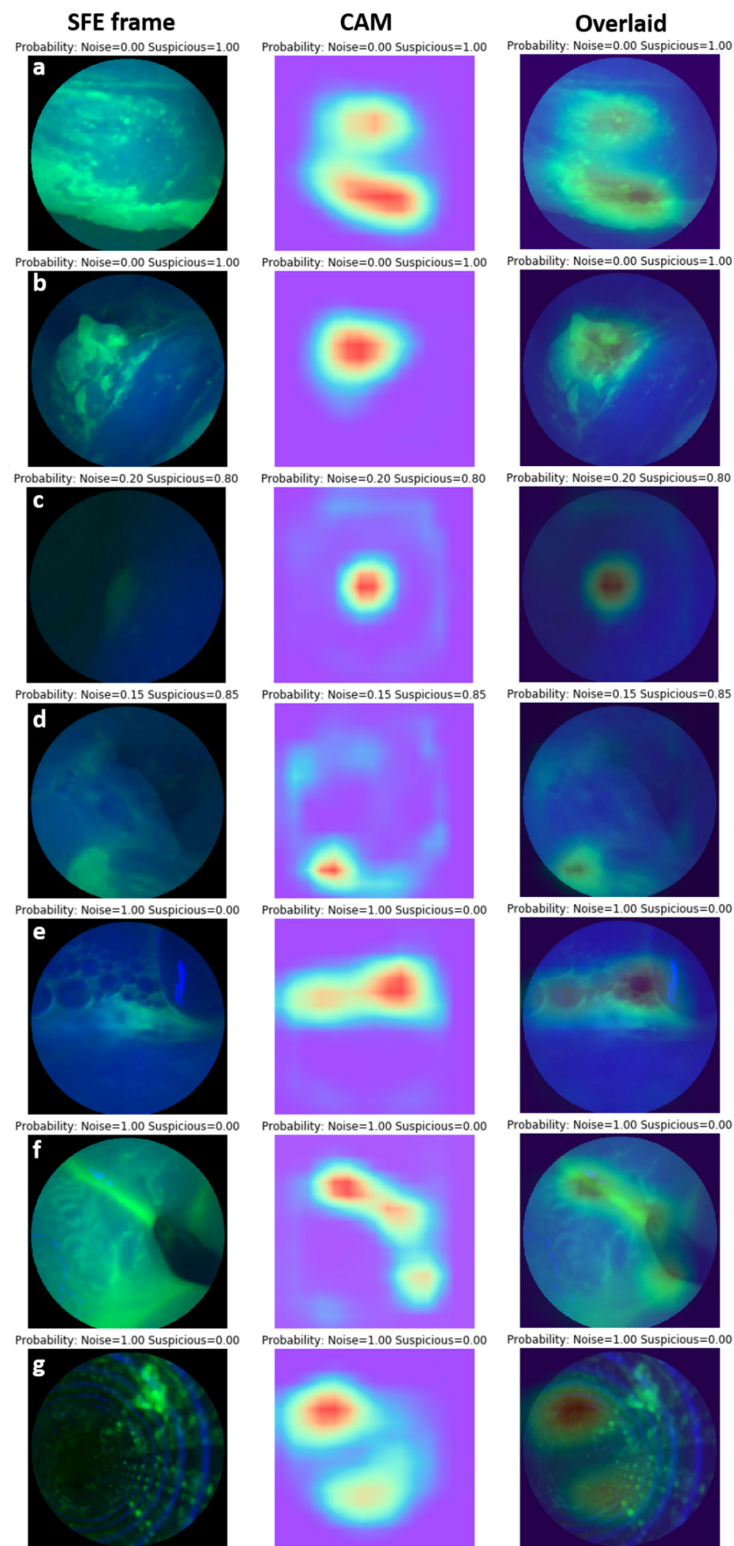 SFE frame CAM Overlaid
Probability: Noise=0.00 Suspicious=1.00 Probability: Noise=0.00 Suspicious=1.00 Probability: Noise=0.00 Suspicious=1.00
a
Probability: Noise=0.00 Suspicious=1.00 Probability: Noise=0.00 Suspicious=1.00 Probability: Noise=0.00 Suspicious=1.00
b
Probability: Noise=0.20 Suspicious=0.80 Probability: Noise=0.20 Suspicious=0.80 Probability: Noise=0.20 Suspicious=0.80
c
Probability: Noise=0.15 Suspicious=0.85 Probability: Noise=0.15 Suspicious=0.85 Probability: Noise=0.15 Suspicious=0.85
d
Probability: Noise=1.00 Suspicious=0.00 Probability: Noise=1.00 Suspicious=0.00 Probability: Noise=1.00 Suspicious=0.00
e
Probability: Noise=1.00 Suspicious=0.00 Probability: Noise=1.00 Suspicious=0.00 Probability: Noise=1.00 Suspicious=0.00
f
Probability: Noise=1.00 Suspicious=0.00 Probability: Noise=1.00 Suspicious=0.00 Probability: Noise=1.00 Suspicious=0.00
g